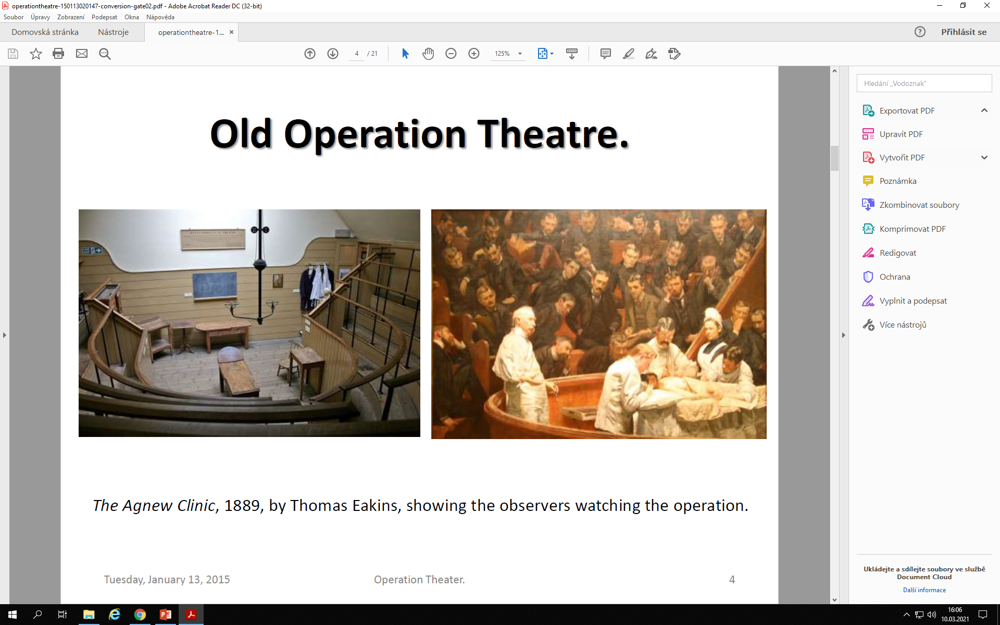 operationtheatre-150113020147-conversion-gate02.pdf - Adobe Acrobat Reader DC (32-bit)
Soubor Úpravy Zobrazení Podepsat Okna Nápověda
Domovská stránka Nástroje operationtheatre-1... Přihlásit se
4 / 21 125%
Old Operation Theatre.
The Agnew Clinic, 1889, by Thomas Eakins, showing the observers watching the operation.
Tuesday, January 13, 2015 Operation Theater. 4
Hledání „Vodoznak“
Exportovat PDF
Upravit PDF
Vytvořit PDF
Poznámka
Zkombinovat soubory
Komprimovat PDF
Redigovat
Ochrana
Vyplnit a podepsat
Více nástrojů
Ukládejte a sdílejte soubory ve službě
Document Cloud
Další informace
16:06
10.03.2021